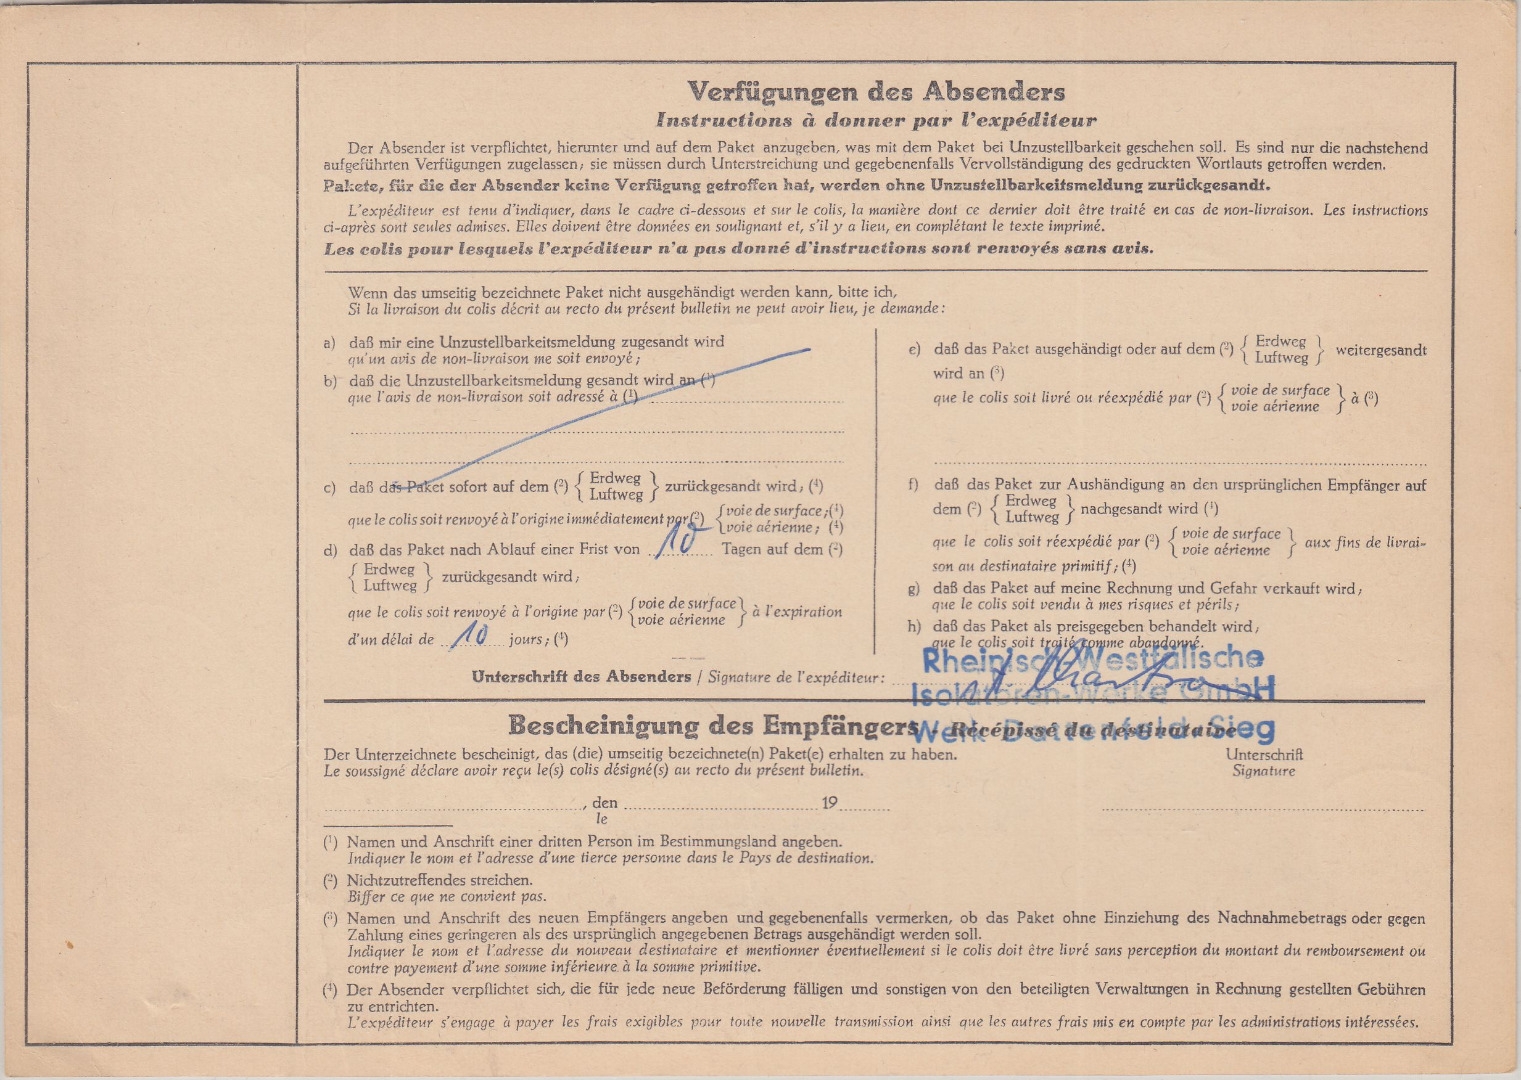 Verfügungen des Absenders
Instructions à donner par l'expéditeur
Der Absender ist verpflichtet, hierunter und auf dem Paket anzugeben, was mit dem Paket bei Unzustellbarkeit geschehen soll. Es sind nur die nachstehend
aufgeführten Verfügungen zugelassen; sie müssen durch Unterstreichung und gegebenenfalls Vervollständigung des gedruckten Wortlauts getroffen werden.
Pakete, für die der Absender keine Verfügung getroffen hat, werden ohne Unzustellbarkeitsmeldung zurückgesandt.
L'expéditeur est tenu d'indiquer, dans le cadre ci-dessous et sur le colis, la manière dont ce dernier doit être traité en cas de non-livraison. Les instructions
ci-après sont seules admises. Elles doivent être données en soulignant et, s'il y a lieu, en complétant le texte imprimé.
Les colis pour lesquels l'expéditeur n'a pas donné d'instructions sont renvoyés sans avis.
Wenn das umseitig bezeichnete Paket nicht ausgehändigt werden kann, bitte ich,
Si la livraison du colis décrit au recto du présent bulletin ne peut avoir lieu, je demande:
a) daß mir eine Unzustellbarkeitsmeldung zugesandt wird
qu'un avis de non-livraison me soit envoyé;
b) daß die Unzustellbarkeitsmeldung gesandt wird an (1)
que l'avis de non-livraison soit adressé à (1)
c) daß das Paket sofort auf dem (2) { Erdweg Luftweg } zurückgesandt wird; (4)
que le colis soit renvoyé à l'origine immédiatement par (2) { voie de surface; (4) voie aérienne; (4)
d) daß das Paket nach Ablauf einer Frist von 10 Tagen auf dem (2)
{ Erdweg Luftweg } zurückgesandt wird;
que le colis soit renvoyé à l'origine par (2) { voie de surface voie aérienne } à l'expiration
d'un délai de 10 jours; (4)
e) daß das Paket ausgehändigt oder auf dem (2) { Erdweg Luftweg } weitergesandt
wird an (3)
que le colis soit livré ou réexpédié par (2) { voie de surface voie aérienne } à (3)
f) daß das Paket zur Aushändigung an den ursprünglichen Empfänger auf
dem (2) { Erdweg Luftweg } nachgesandt wird (4)
que le colis soit réexpédié par (2) { voie de surface voie aérienne } aux fins de livrai-
son au destinataire primitif; (4)
g) daß das Paket auf meine Rechnung und Gefahr verkauft wird;
que le colis soit vendu à mes risques et périls;
h) daß das Paket als preisgegeben behandelt wird;
que le colis soit traité comme abandonné.
Rheinisch-Westfälische
Isolatoren-Werke GmbH
Werk Dattenfeld-Sieg
Unterschrift des Absenders / Signature de l'expéditeur:
Bescheinigung des Empfängers - Récépissé du destinataire
Der Unterzeichnete bescheinigt, das (die) umseitig bezeichnete(n) Paket(e) erhalten zu haben.
Le soussigné déclare avoir reçu le(s) colis désigné(s) au recto du présent bulletin.
Unterschrift
Signature
, den 19
le
(1) Namen und Anschrift einer dritten Person im Bestimmungsland angeben.
Indiquer le nom et l'adresse d'une tierce personne dans le Pays de destination.
(2) Nichtzutreffendes streichen.
Biffer ce que ne convient pas.
(3) Namen und Anschrift des neuen Empfängers angeben und gegebenenfalls vermerken, ob das Paket ohne Einziehung des Nachnahmebetrags oder gegen
Zahlung eines geringeren als des ursprünglich angegebenen Betrags ausgehändigt werden soll.
Indiquer le nom et l'adresse du nouveau destinataire et mentionner éventuellement si le colis doit être livré sans perception du montant du remboursement ou
contre payement d'une somme inférieure à la somme primitive.
(4) Der Absender verpflichtet sich, die für jede neue Beförderung fälligen und sonstigen von den beteiligten Verwaltungen in Rechnung gestellten Gebühren
zu entrichten.
L'expéditeur s'engage à payer les frais exigibles pour toute nouvelle transmission ainsi que les autres frais mis en compte par les administrations intéressées.